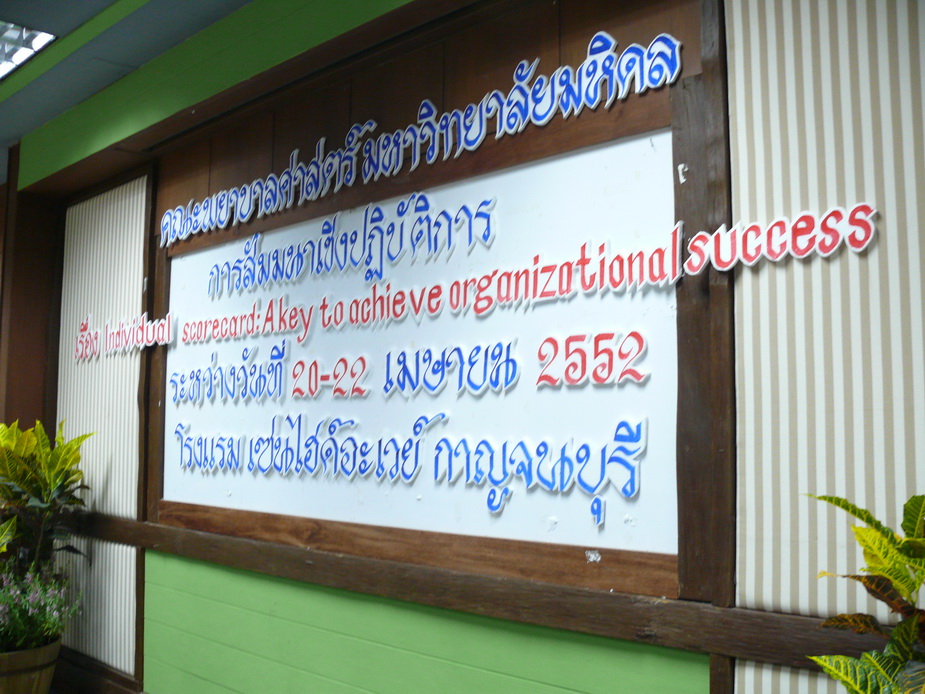 คณะพยาบาลศาสตร์ มหาวิทยาลัยมหิดล
การสัมมนาเชิงปฏิบัติการ
เรื่อง Individual scorecard: A key to achieve organizational success
ระหว่างวันที่ 20-22 เมษายน 2552
โรงแรม เซ่นไฮค์อะเวย์ กาญจนบุรี